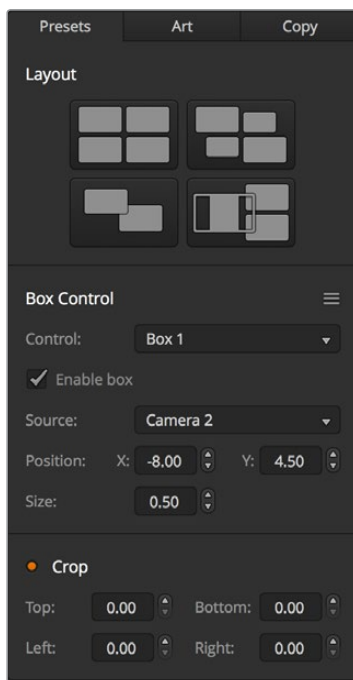 Presets Art Copy
Layout
Box Control
Control: Box 1
Enable box
Source: Camera 2
Position: X: -8.00 Y: 4.50
Size: 0.50
Crop
Top: 0.00 Bottom: 0.00
Left: 0.00 Right: 0.00